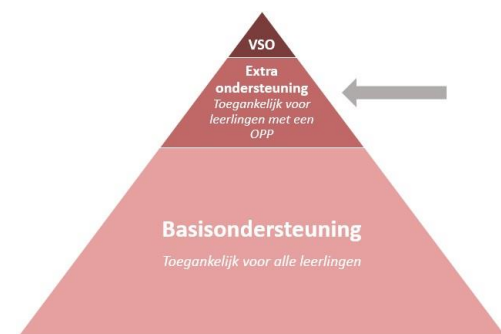 VSO
Extra
ondersteuning
Toegankelijk voor
leerlingen met een
OPP
Basisondersteuning
Toegankelijk voor alle leerlingen